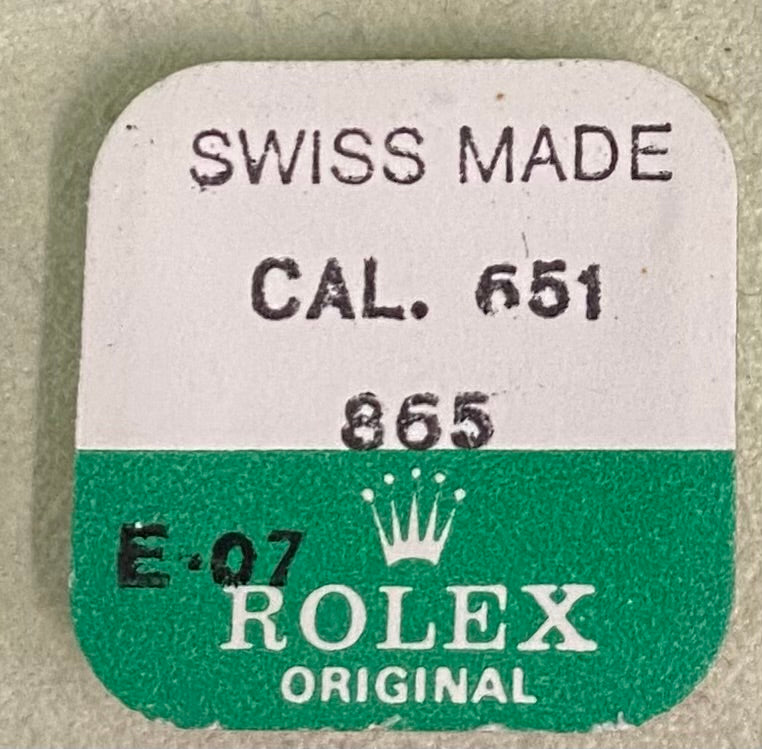 SWISS MADE
CAL. 651
865
E-07
ROLEX
ORIGINAL